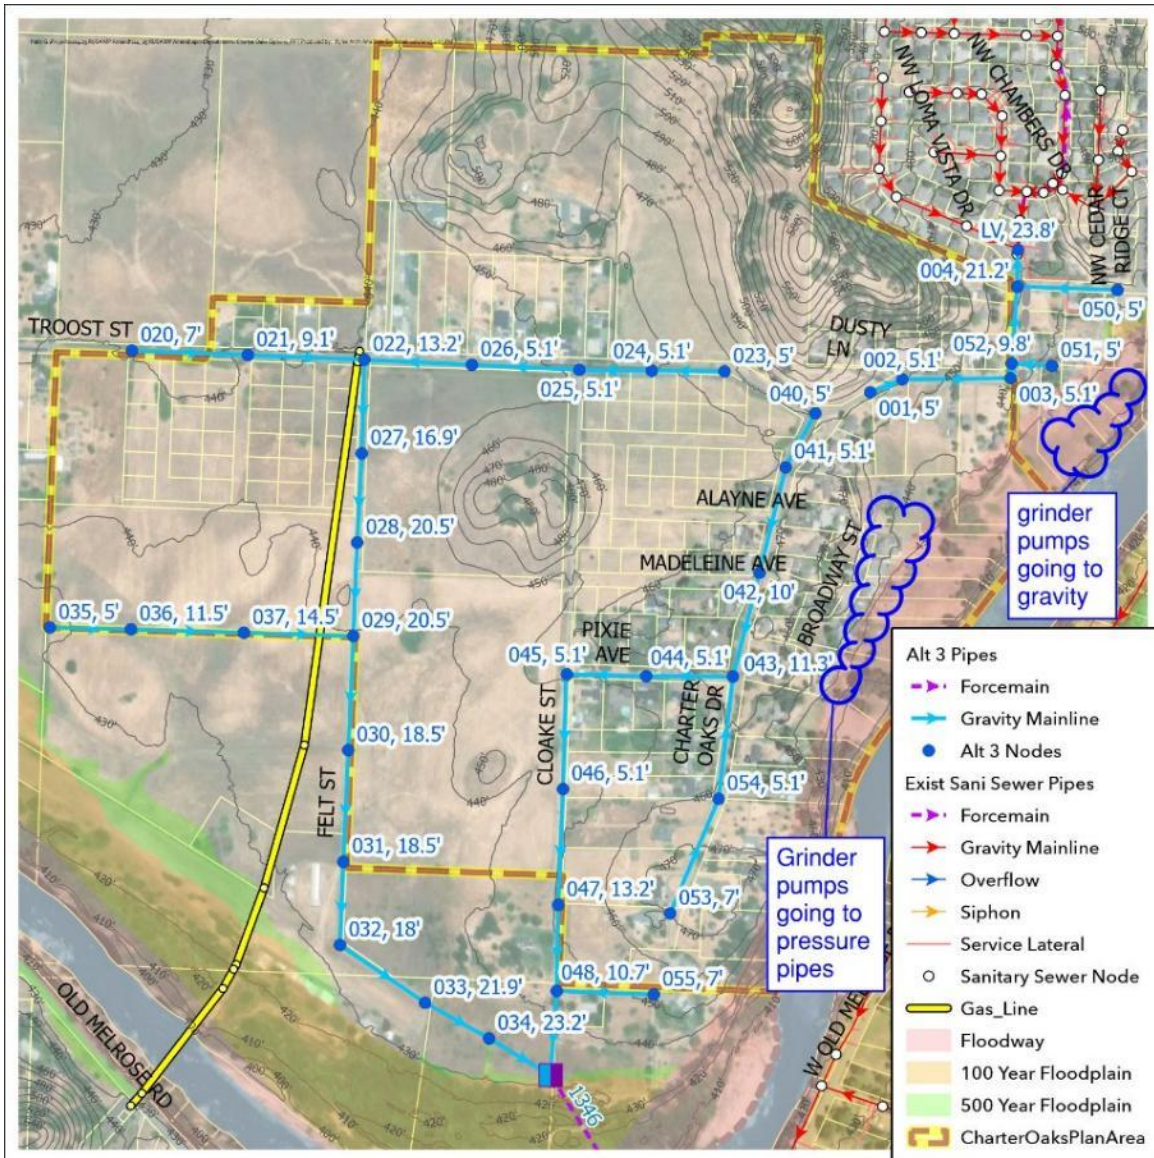 NW CHAMBERS DR
NW LOMA VISTA DR
NW CEDAR
RIDGE CT
LV, 23.8'
004, 21.2'
050, 5'
TROOST ST
020, 7'
021, 9.1'
022, 13.2'
026, 5.1'
024, 5.1'
025, 5.1'
023, 5'
DUSTY
LN
002, 5.1'
052, 9.8'
051, 5'
040, 5'
001, 5'
003, 5.1'
041, 5.1'
027, 16.9'
ALAYNE AVE
028, 20.5'
MADELEINE AVE
042, 10'
BROADWAY ST
grinder
pumps
going to
gravity
035, 5'
036, 11.5'
037, 14.5'
029, 20.5'
PIXIE
AVE
045, 5.1'
044, 5.1'
043, 11.3'
CHARTER
OAKS DR
CLOAKE ST
030, 18.5'
046, 5.1'
054, 5.1'
FELT ST
031, 18.5'
047, 13.2'
053, 7'
Grinder
pumps
going to
pressure
pipes
032, 18'
033, 21.9'
048, 10.7'
055, 7'
034, 23.2'
OLD MELROSE RD
W OLD MELROSE
1346
Alt 3 Pipes
Forcemain
Gravity Mainline
Alt 3 Nodes
Exist Sani Sewer Pipes
Forcemain
Gravity Mainline
Overflow
Siphon
Service Lateral
Sanitary Sewer Node
Gas_Line
Floodway
100 Year Floodplain
500 Year Floodplain
CharterOaksPlanArea